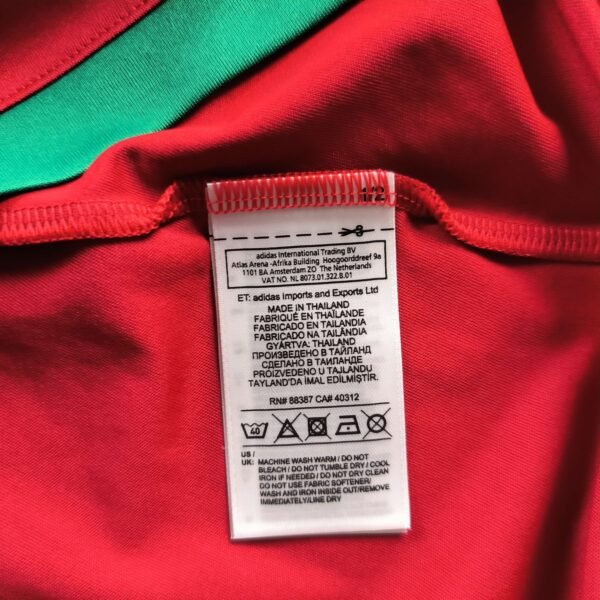 1/2
3
adidas International Trading BV
Atlas Arena -Afrika Building Hoogoorddreef 9a
1101 BA Amsterdam ZO The Netherlands
VAT NO. NL 8073.01.322.B.01
ET: adidas Imports and Exports Ltd
MADE IN THAILAND
FABRIQUÉ EN THAÏLANDE
FABRICADO EN TAILANDIA
FABRICADO NA TAILÂNDIA
GYÁRTVA: THAILAND
ПРОИЗВЕДЕНО В ТАЙЛАНД
СДЕЛАНО В ТАИЛАНДЕ
PROIZVEDENO U TAJLANDU
TAYLAND'DA IMAL EDİLMİŞTİR.
RN# 88387 CA# 40312
40
US /
UK: MACHINE WASH WARM / DO NOT
BLEACH / DO NOT TUMBLE DRY / COOL
IRON IF NEEDED / DO NOT DRY CLEAN
DO NOT USE FABRIC SOFTENER/
WASH AND IRON INSIDE OUT/REMOVE
IMMEDIATELY/LINE DRY